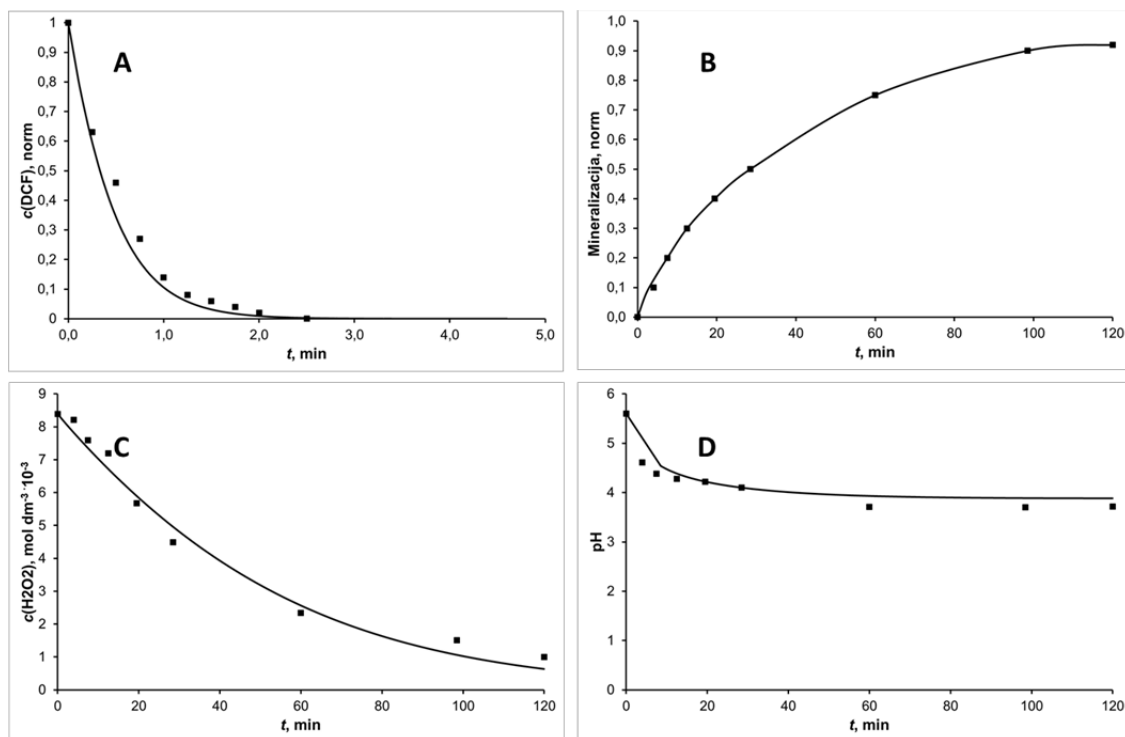 A
c(DCF), norm
1
0,9
0,8
0,7
0,6
0,5
0,4
0,3
0,2
0,1
0
0,0 1,0 2,0 3,0 4,0 5,0
t, min
B
Mineralizacija, norm
1,0
0,9
0,8
0,7
0,6
0,5
0,4
0,3
0,2
0,1
0,0
0 20 40 60 80 100 120
t, min
C
c(H2O2), mol dm⁻³·10⁻³
9
8
7
6
5
4
3
2
1
0
0 20 40 60 80 100 120
t, min
D
pH
6
5
4
3
2
1
0
0 20 40 60 80 100 120
t, min